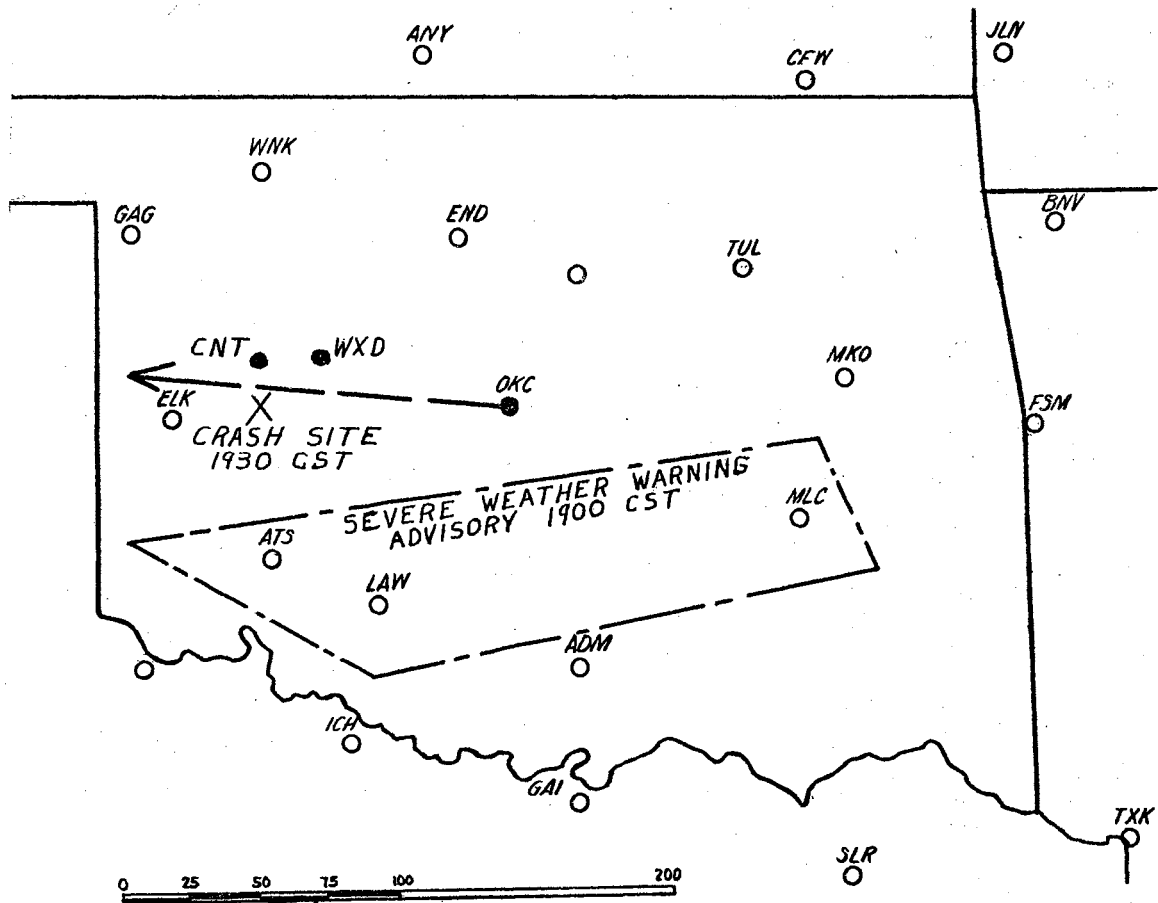 ANY
JLN
CFW
WNK
GAG
END
BNV
TUL
CNT
WXD
MKO
OKC
ELK
FSM
CRASH SITE
1930 CST
SEVERE WEATHER WARNING
ADVISORY 1900 CST
MLC
ATS
LAW
ADM
ICH
GAI
TXK
SLR
0 25 50 75 100 200